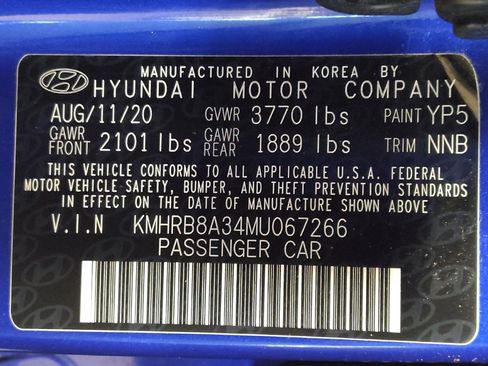 MANUFACTURED IN KOREA BY
HYUNDAI MOTOR COMPANY
AUG/11/20 GVWR 3770 lbs PAINT YP5
GAWR FRONT 2101 lbs GAWR REAR 1889 lbs TRIM NNB
THIS VEHICLE CONFORMS TO ALL APPLICABLE U.S.A. FEDERAL
MOTOR VEHICLE SAFETY, BUMPER, AND THEFT PREVENTION STANDARDS
IN EFFECT ON THE DATE OF MANUFACTURE SHOWN ABOVE.
V.I.N KMHRB8A34MU067266
PASSENGER CAR